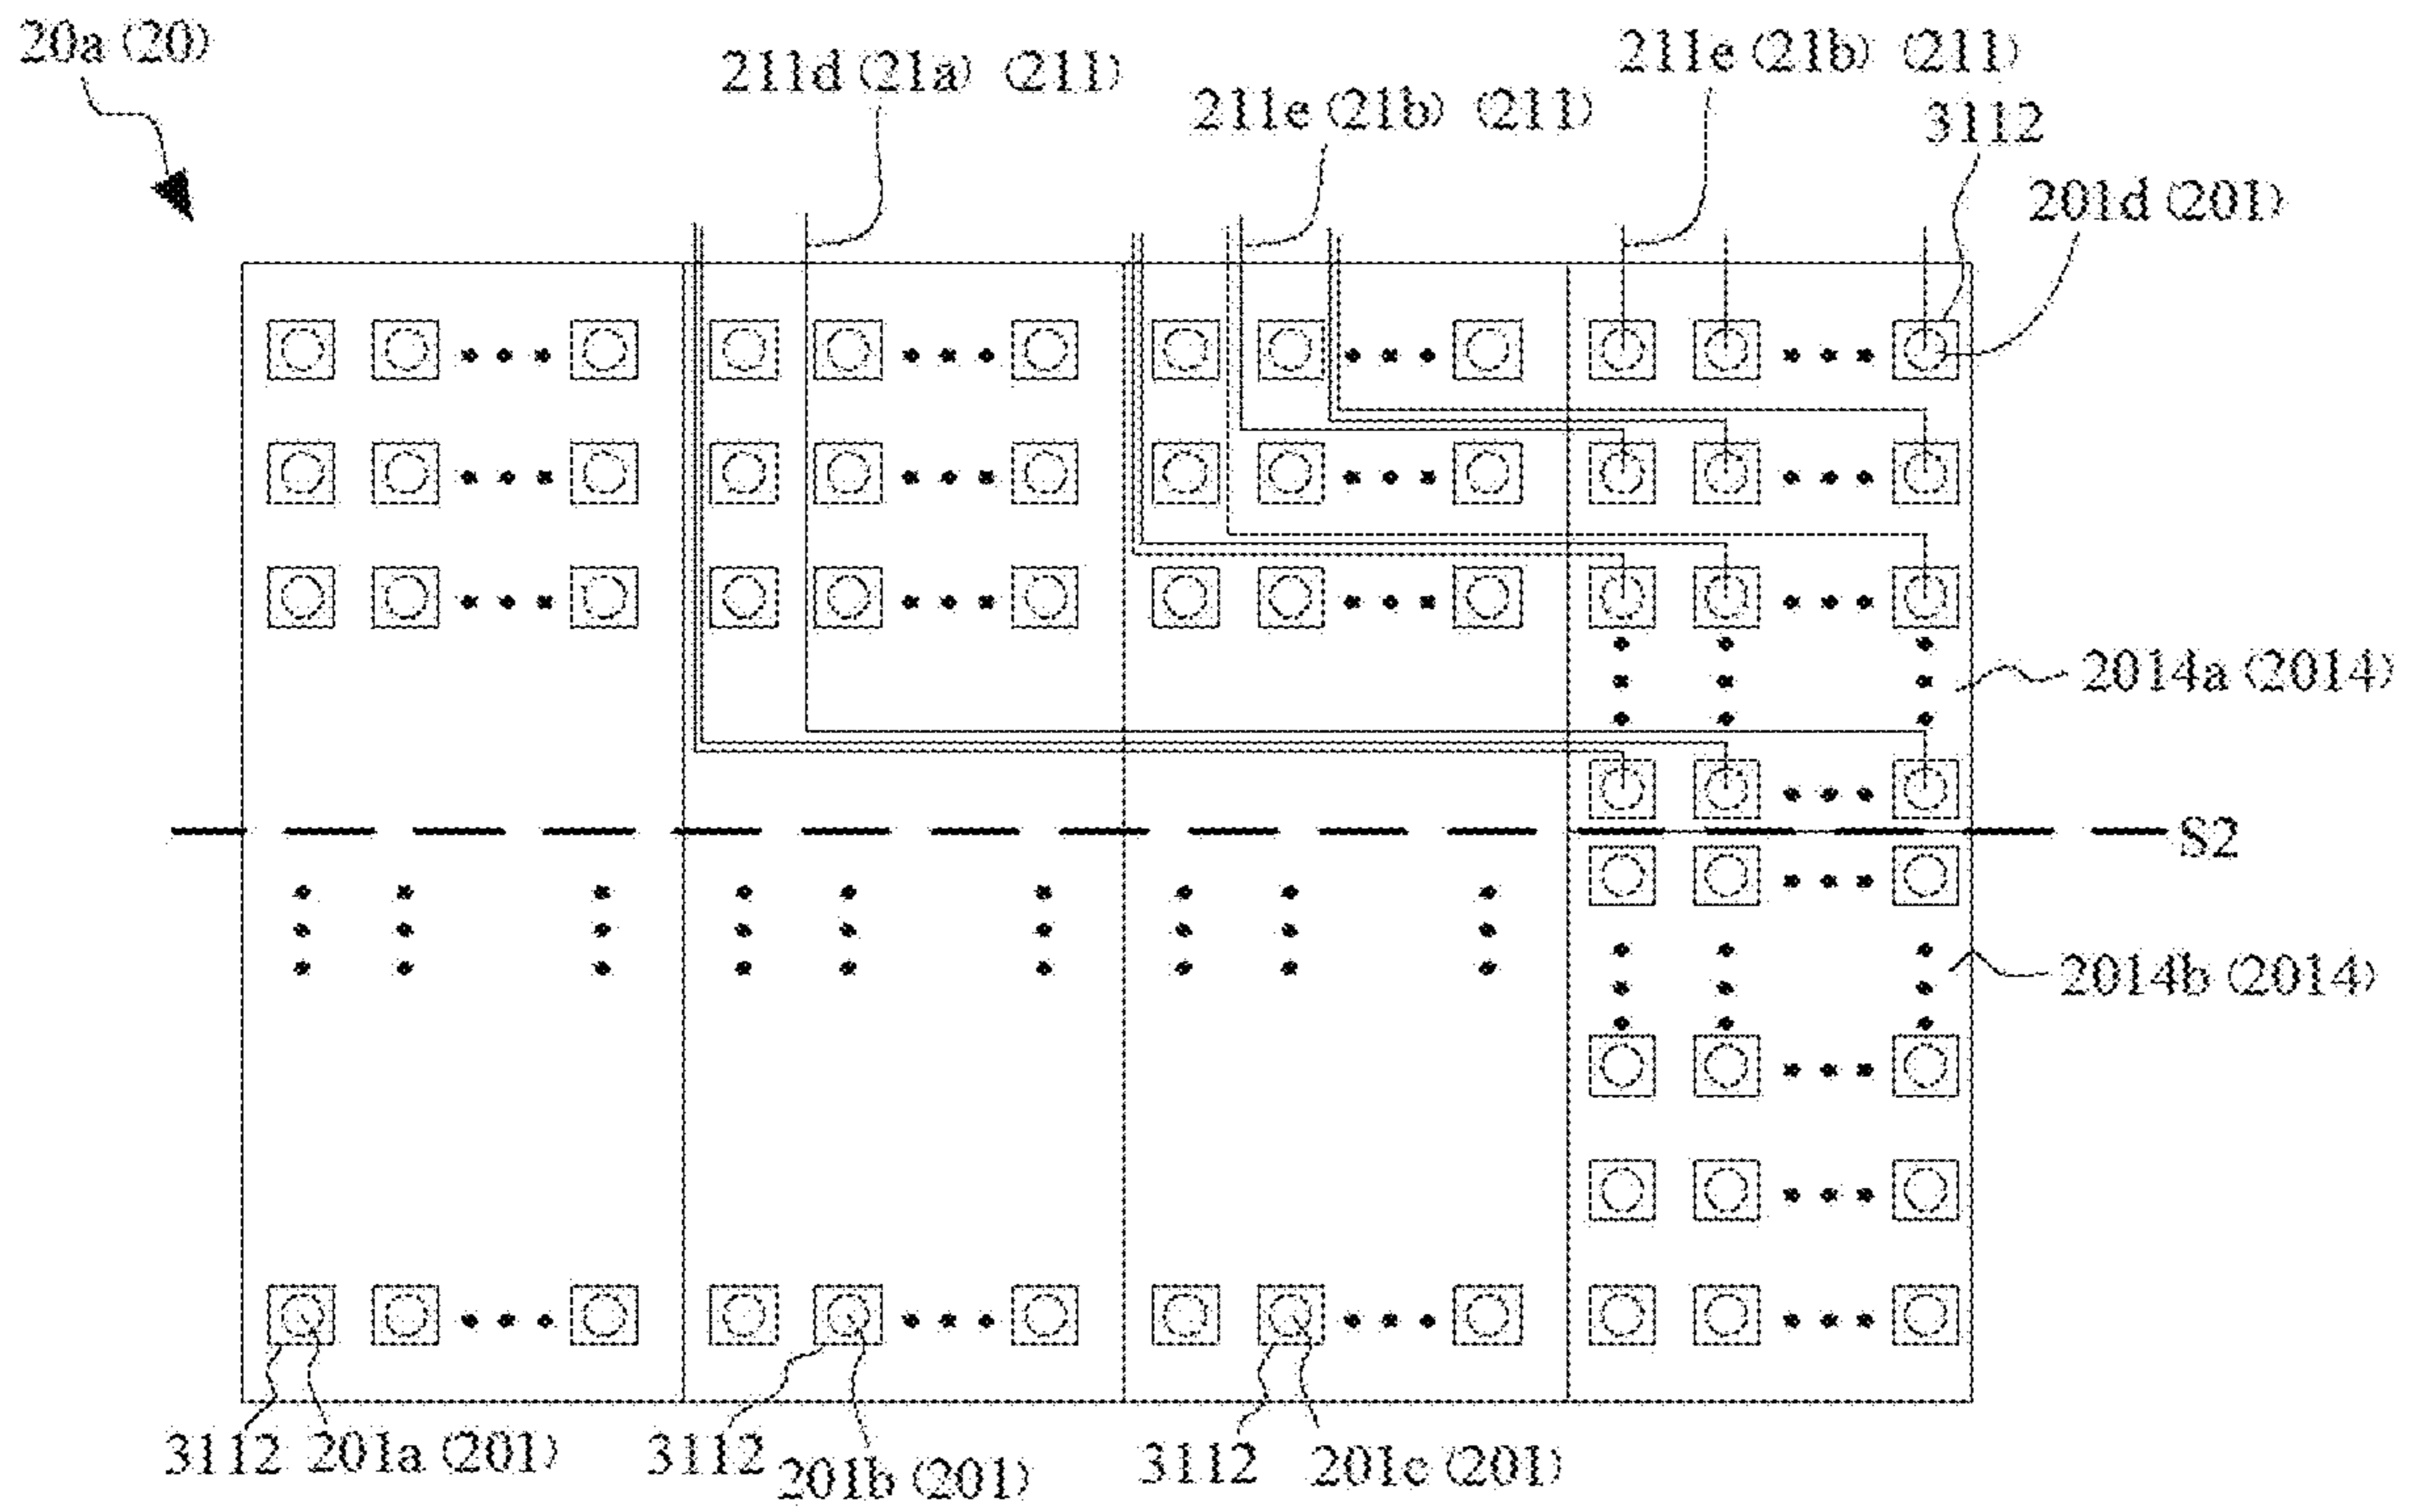 20a (20)
211d (21a) (211)
211e (21b) (211)
211e (21b) (211)
3112
201d (201)
2014a (2014)
S2
2014b (2014)
3112
201a (201)
3112
201b (201)
3112
201c (201)